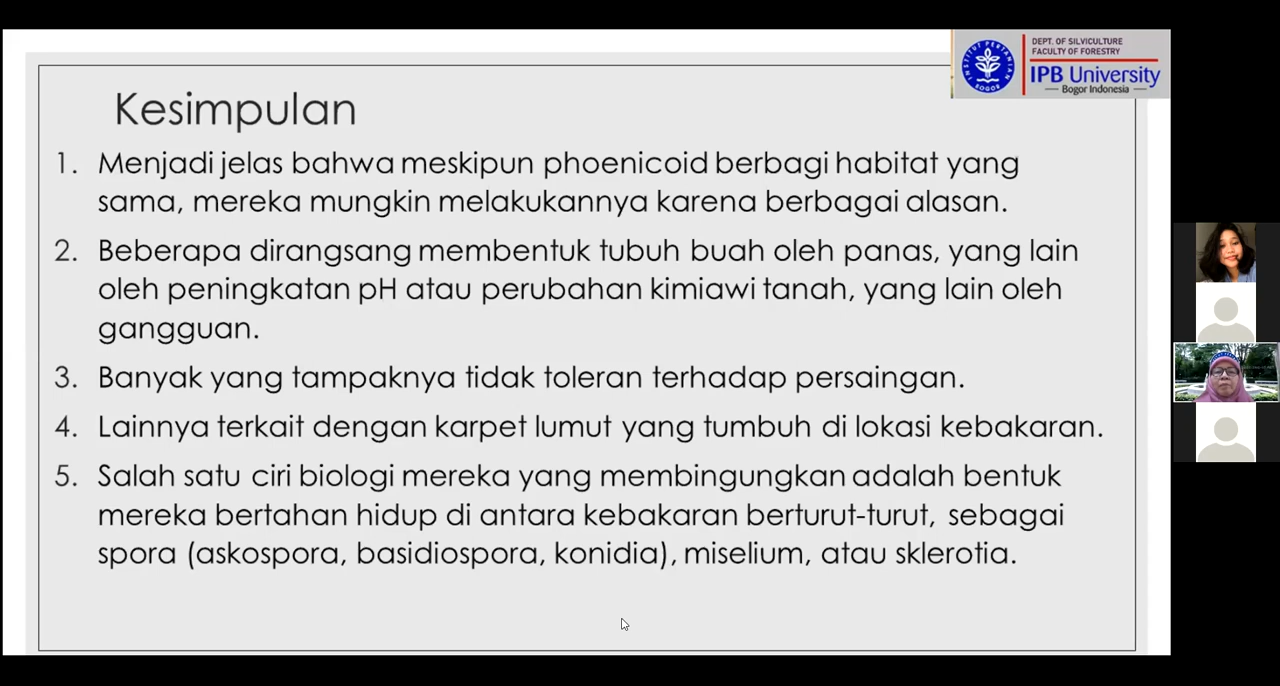 DEPT. OF SILVICULTURE
FACULTY OF FORESTRY
IPB University
Bogor Indonesia
INSTITUT PERTANIAN
BOGOR
Kesimpulan
1. Menjadi jelas bahwa meskipun phoenicoid berbagi habitat yang
sama, mereka mungkin melakukannya karena berbagai alasan.
2. Beberapa dirangsang membentuk tubuh buah oleh panas, yang lain
oleh peningkatan pH atau perubahan kimiawi tanah, yang lain oleh
gangguan.
3. Banyak yang tampaknya tidak toleran terhadap persaingan.
4. Lainnya terkait dengan karpet lumut yang tumbuh di lokasi kebakaran.
5. Salah satu ciri biologi mereka yang membingungkan adalah bentuk
mereka bertahan hidup di antara kebakaran berturut-turut, sebagai
spora (askospora, basidiospora, konidia), miselium, atau sklerotia.